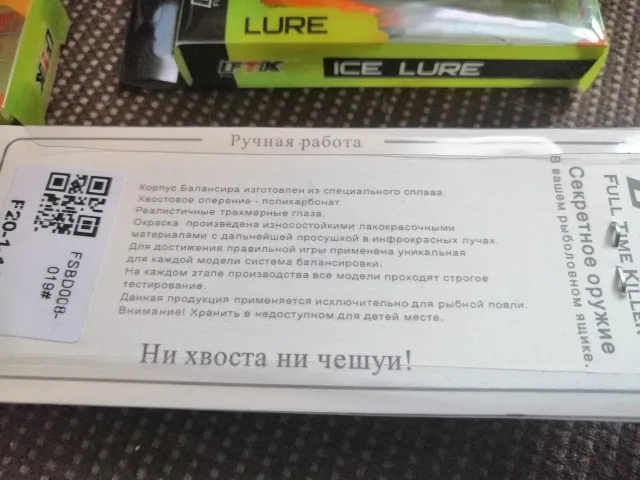 LURE
FTK
ICE LURE
Ручная работа
Корпус Балансира изготовлен из специального сплава.
Хвостовое оперение - поликарбонат.
Реалистичные трехмерные глаза.
Окраска произведена износостойкими лакокрасочными
материалами с дальнейшей просушкой в инфрокрасных лучах.
Для достижения правильной игры применена уникальная
для каждой модели система балансировки.
На каждом этапе производства все модели проходят строгое
тестирование.
Данная продукция применяется исключительно для рыбной ловли.
Внимание! Хранить в недоступном для детей месте.
Ни хвоста ни чешуи!
FSBD008-
019#
FULL TIME KILLER
Секретное оружие
В вашем рыболовном ящике.